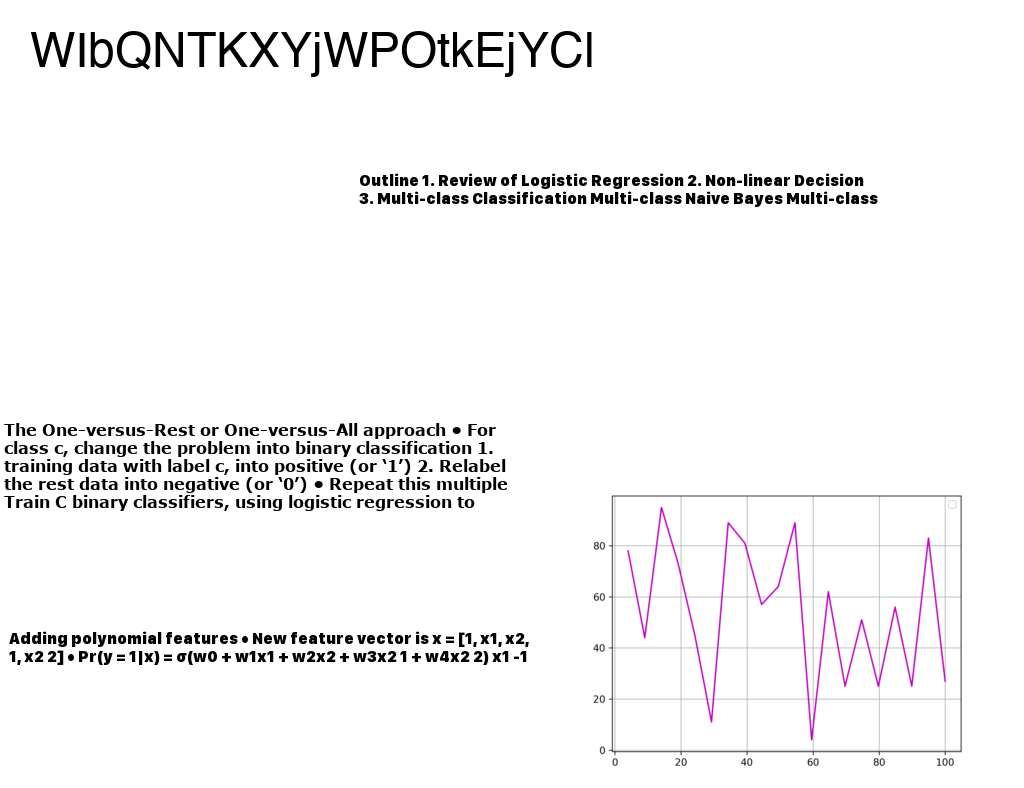 WIbQNTKXYjWPOtkEjYCl
Outline 1. Review of Logistic Regression 2. Non-linear Decision
3. Multi-class Classification Multi-class Naive Bayes Multi-class
The One-versus-Rest or One-versus-All approach • For
class c, change the problem into binary classification 1.
training data with label c, into positive (or ‘1’) 2. Relabel
the rest data into negative (or ‘0’) • Repeat this multiple
Train C binary classifiers, using logistic regression to
Adding polynomial features • New feature vector is x = [1, x1, x2,
1, x2 2] • Pr(y = 1|x) = σ(w0 + w1x1 + w2x2 + w3x2 1 + w4x2 2) x1 -1
80
60
40
20
0
0 20 40 60 80 100